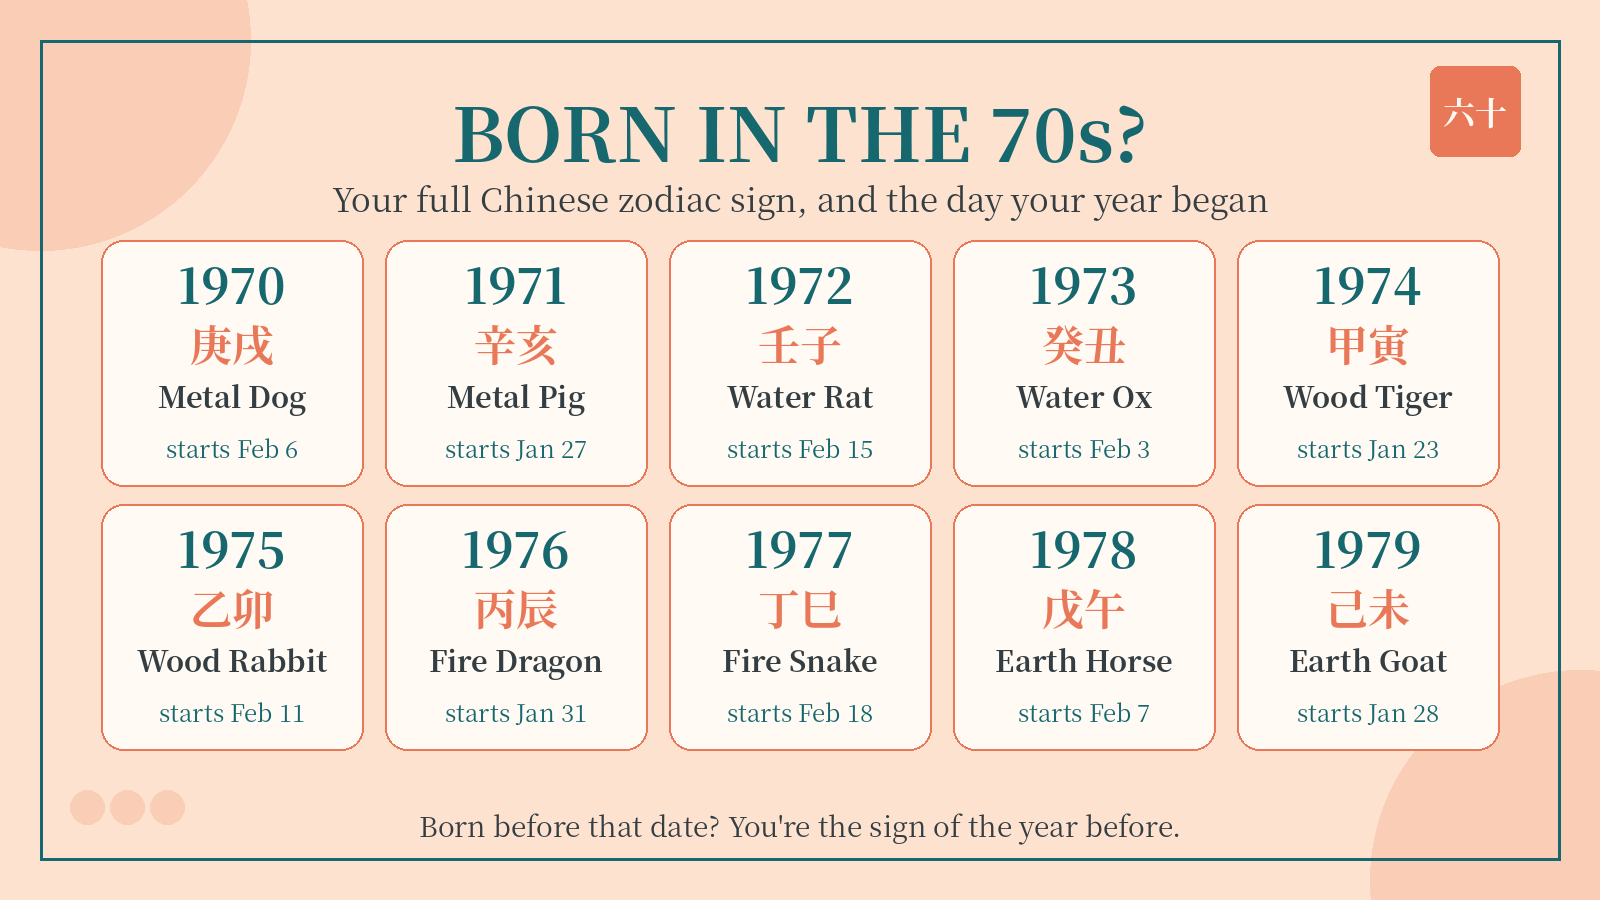 BORN IN THE 70s?
六十
Your full Chinese zodiac sign, and the day your year began
1970
庚戌
Metal Dog
starts Feb 6
1971
辛亥
Metal Pig
starts Jan 27
1972
壬子
Water Rat
starts Feb 15
1973
癸丑
Water Ox
starts Feb 3
1974
甲寅
Wood Tiger
starts Jan 23
1975
乙卯
Wood Rabbit
starts Feb 11
1976
丙辰
Fire Dragon
starts Jan 31
1977
丁巳
Fire Snake
starts Feb 18
1978
戊午
Earth Horse
starts Feb 7
1979
己未
Earth Goat
starts Jan 28
Born before that date? You're the sign of the year before.